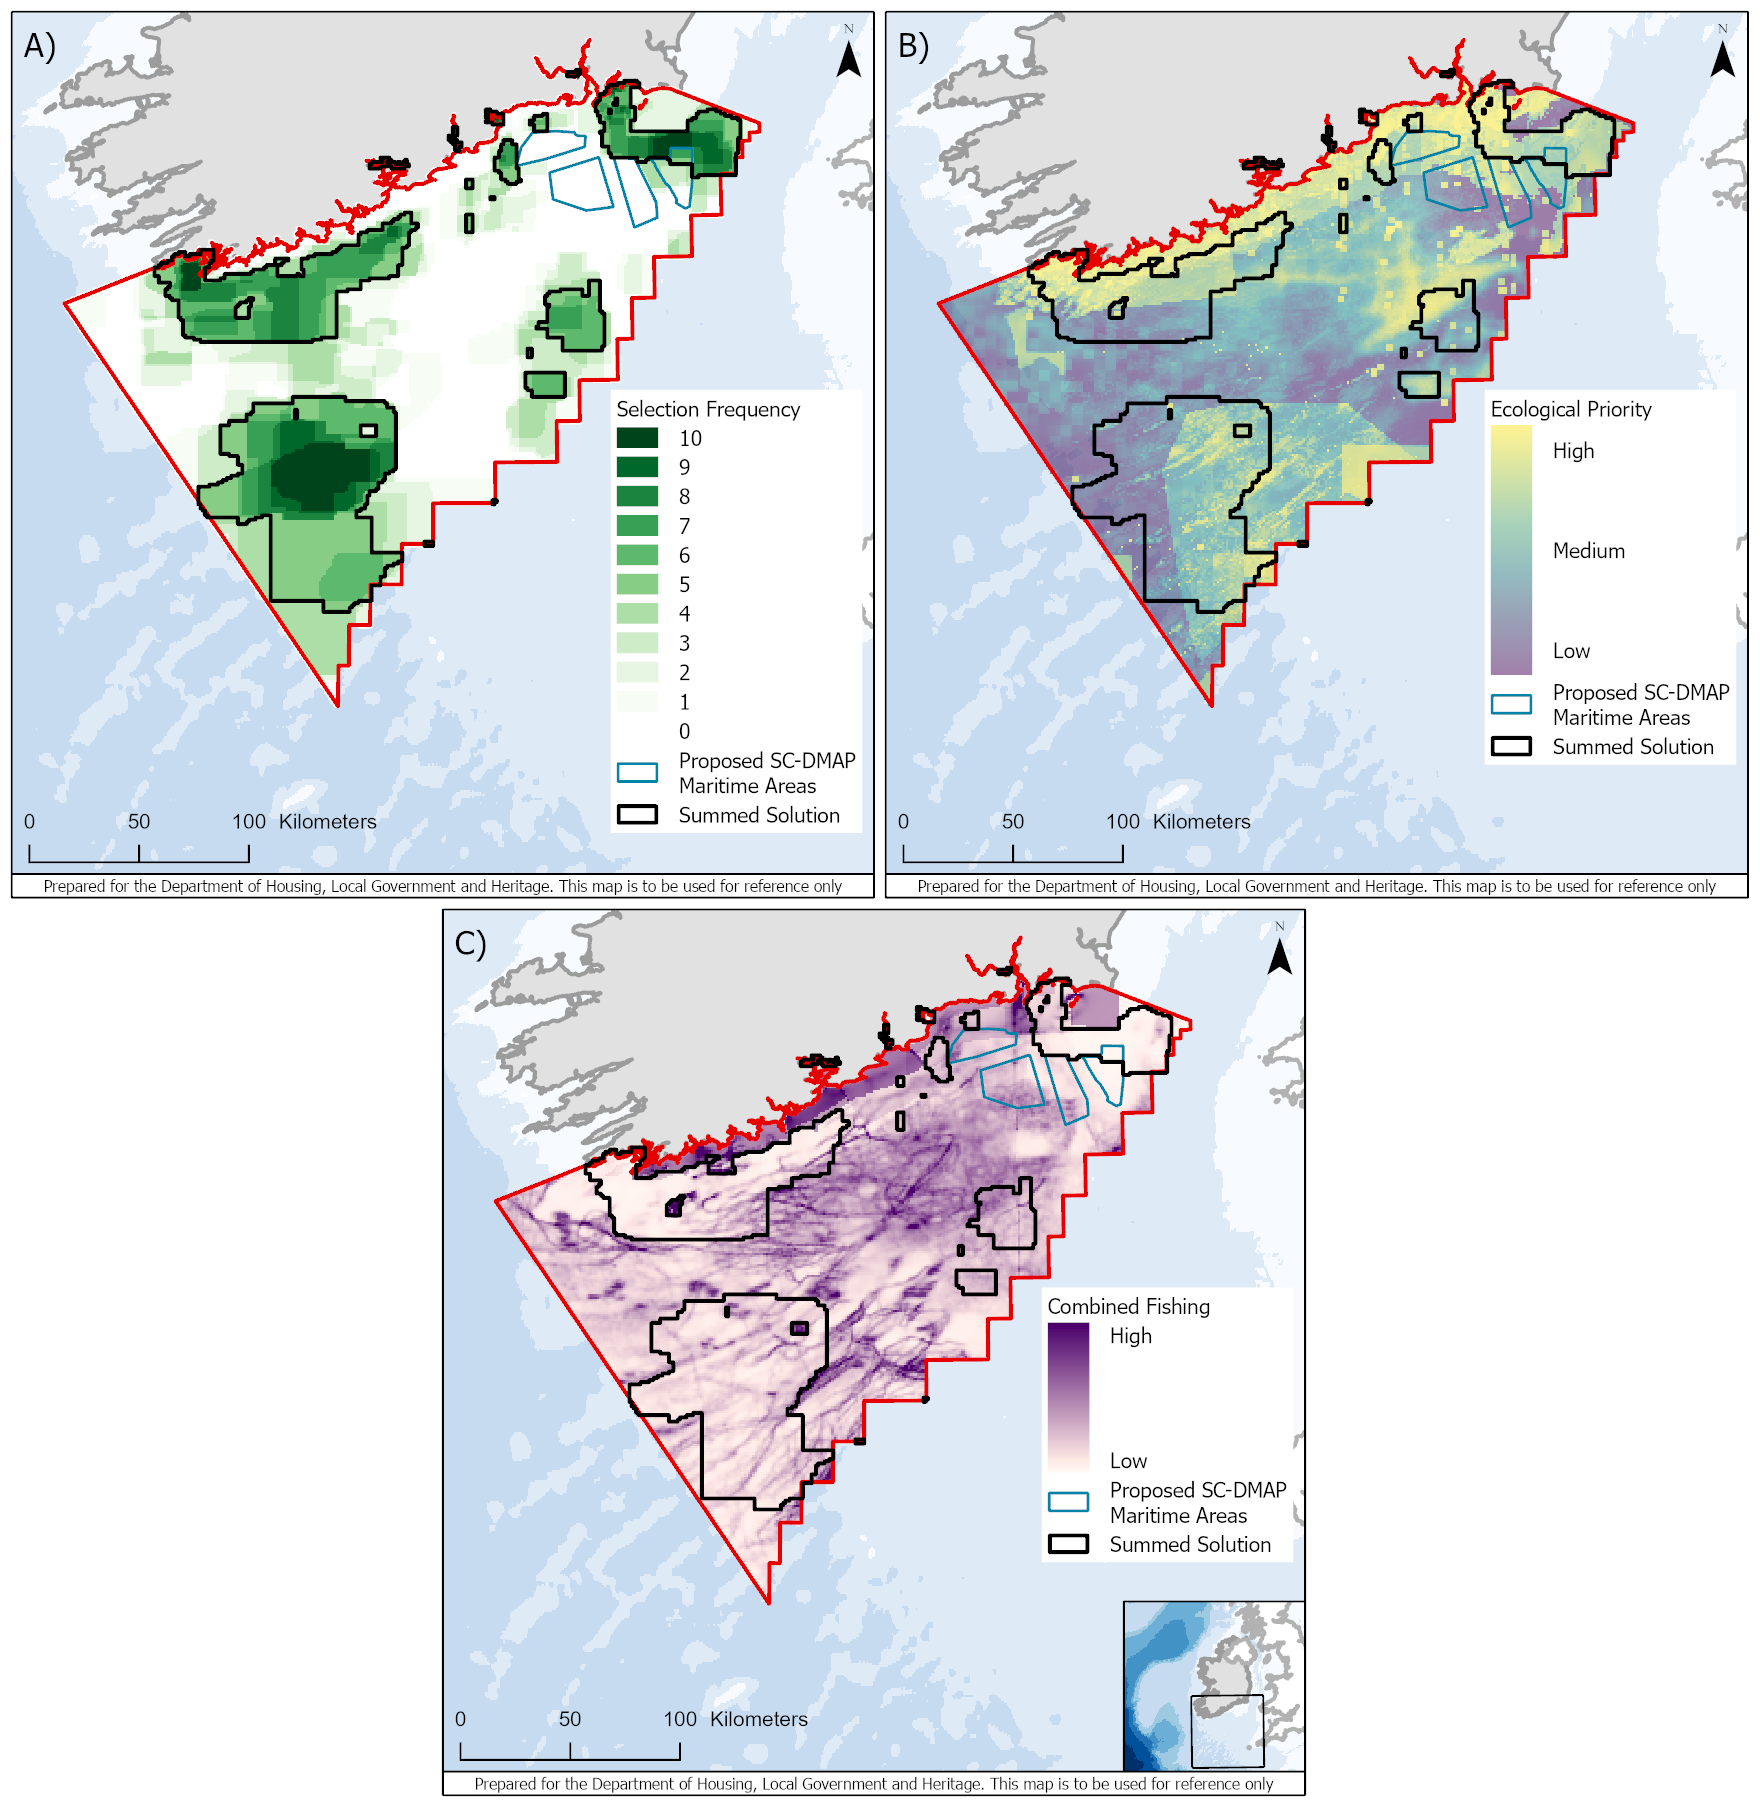 A)
N
Selection Frequency
10
9
8
7
6
5
4
3
2
1
0
Proposed SC-DMAP
Maritime Areas
Summed Solution
0 50 100 Kilometers
Prepared for the Department of Housing, Local Government and Heritage. This map is to be used for reference only
B)
N
Ecological Priority
High
Medium
Low
Proposed SC-DMAP
Maritime Areas
Summed Solution
0 50 100 Kilometers
Prepared for the Department of Housing, Local Government and Heritage. This map is to be used for reference only
C)
N
Combined Fishing
High
Low
Proposed SC-DMAP
Maritime Areas
Summed Solution
0 50 100 Kilometers
Prepared for the Department of Housing, Local Government and Heritage. This map is to be used for reference only